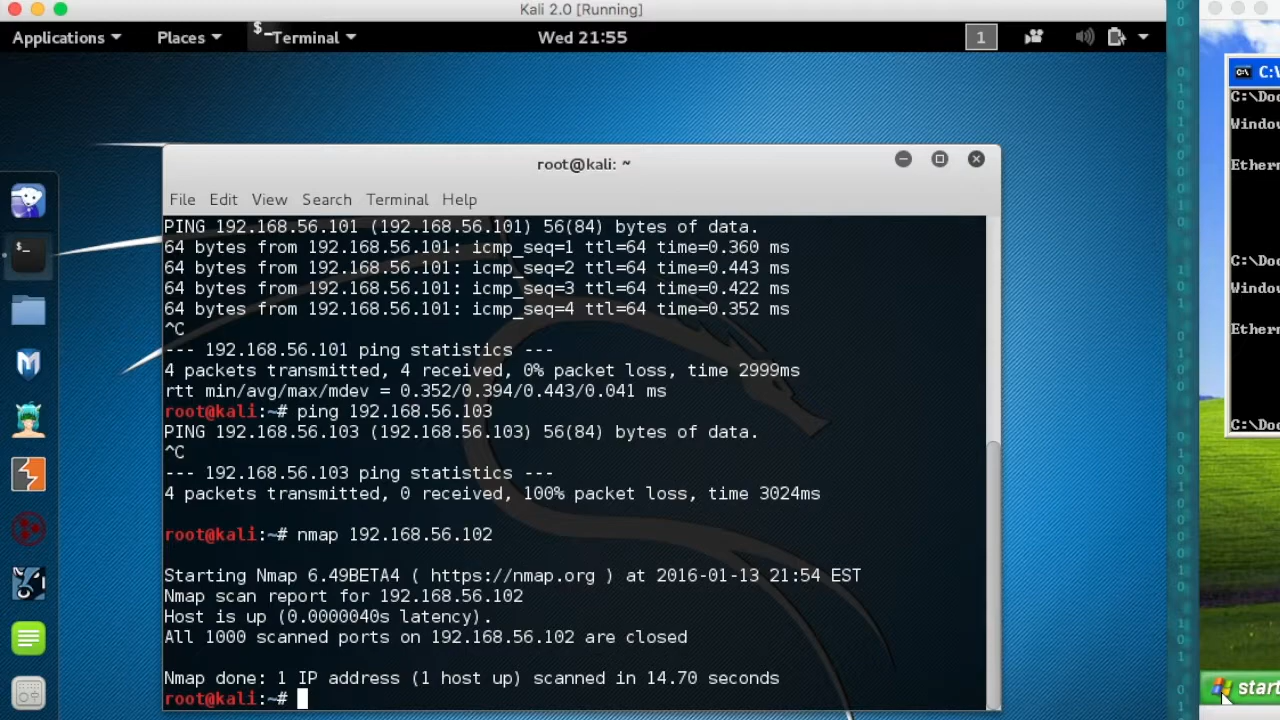 Kali 2.0 [Running]
Applications Places Terminal Wed 21:55 1
root@kali: ~
File Edit View Search Terminal Help
PING 192.168.56.101 (192.168.56.101) 56(84) bytes of data.
64 bytes from 192.168.56.101: icmp_seq=1 ttl=64 time=0.360 ms
64 bytes from 192.168.56.101: icmp_seq=2 ttl=64 time=0.443 ms
64 bytes from 192.168.56.101: icmp_seq=3 ttl=64 time=0.422 ms
64 bytes from 192.168.56.101: icmp_seq=4 ttl=64 time=0.352 ms
^C
--- 192.168.56.101 ping statistics ---
4 packets transmitted, 4 received, 0% packet loss, time 2999ms
rtt min/avg/max/mdev = 0.352/0.394/0.443/0.041 ms
root@kali:~# ping 192.168.56.103
PING 192.168.56.103 (192.168.56.103) 56(84) bytes of data.
^C
--- 192.168.56.103 ping statistics ---
4 packets transmitted, 0 received, 100% packet loss, time 3024ms
root@kali:~# nmap 192.168.56.102
Starting Nmap 6.49BETA4 ( https://nmap.org ) at 2016-01-13 21:54 EST
Nmap scan report for 192.168.56.102
Host is up (0.0000040s latency).
All 1000 scanned ports on 192.168.56.102 are closed
Nmap done: 1 IP address (1 host up) scanned in 14.70 seconds
root@kali:~#
C:\
C:\Doc
Window
Ethern
C:\Doc
Window
Ethern
C:\Doc
start